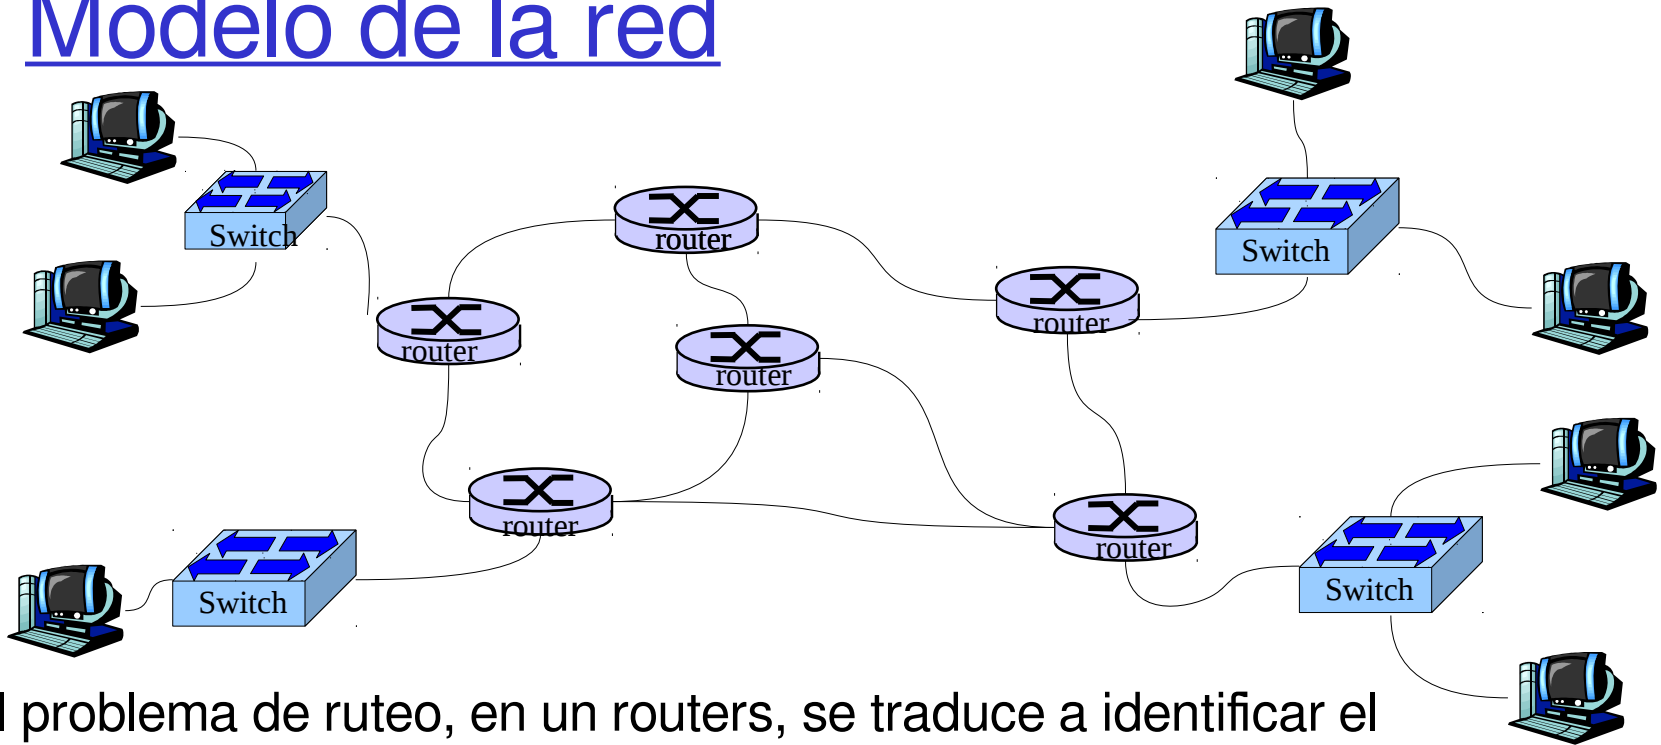 Modelo de la red
Switch
router
Switch
router
router
router
router
Switch
router
Switch
problema de ruteo, en un routers, se traduce a identificar el